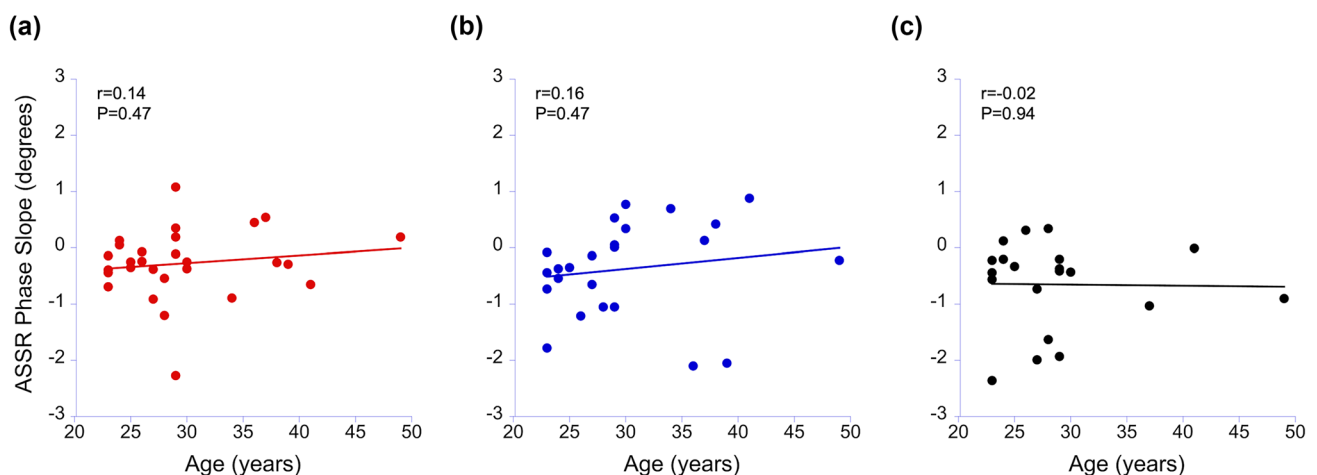 (a)
(b)
(c)
r=0.14
P=0.47
r=0.16
P=0.47
r=-0.02
P=0.94
ASSR Phase Slope (degrees)
3
2
1
0
-1
-2
-3
3
2
1
0
-1
-2
-3
3
2
1
0
-1
-2
-3
20 25 30 35 40 45 50
20 25 30 35 40 45 50
20 25 30 35 40 45 50
Age (years)
Age (years)
Age (years)